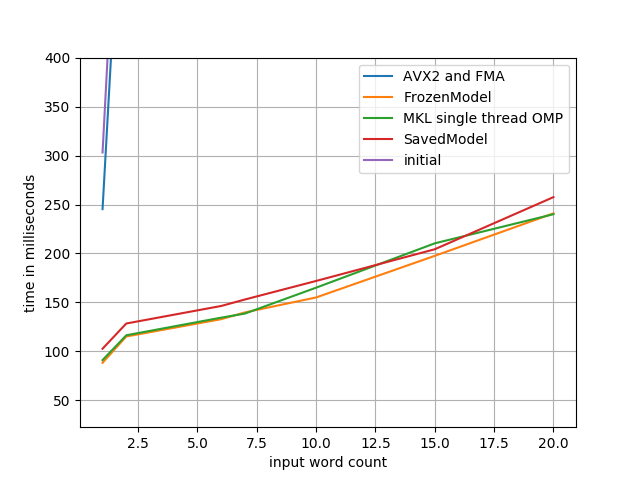 400
350
300
250
200
150
100
50
time in milliseconds
AVX2 and FMA
FrozenModel
MKL single thread OMP
SavedModel
initial
2.5 5.0 7.5 10.0 12.5 15.0 17.5 20.0
input word count